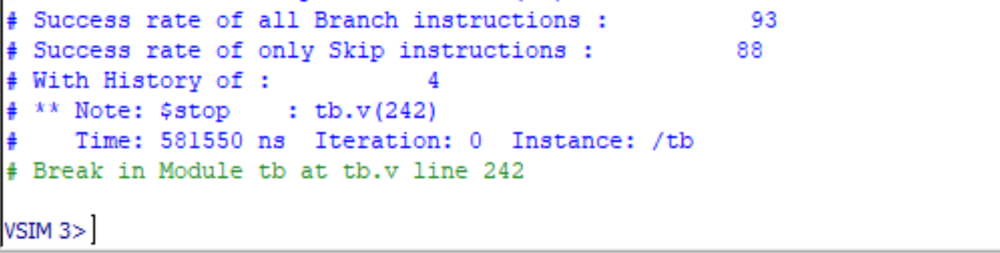 # Success rate of all Branch instructions :          93
# Success rate of only Skip instructions :          88
# With History of :           4
# ** Note: $stop    : tb.v(242)
#    Time: 581550 ns  Iteration: 0  Instance: /tb
# Break in Module tb at tb.v line 242
VSIM 3>